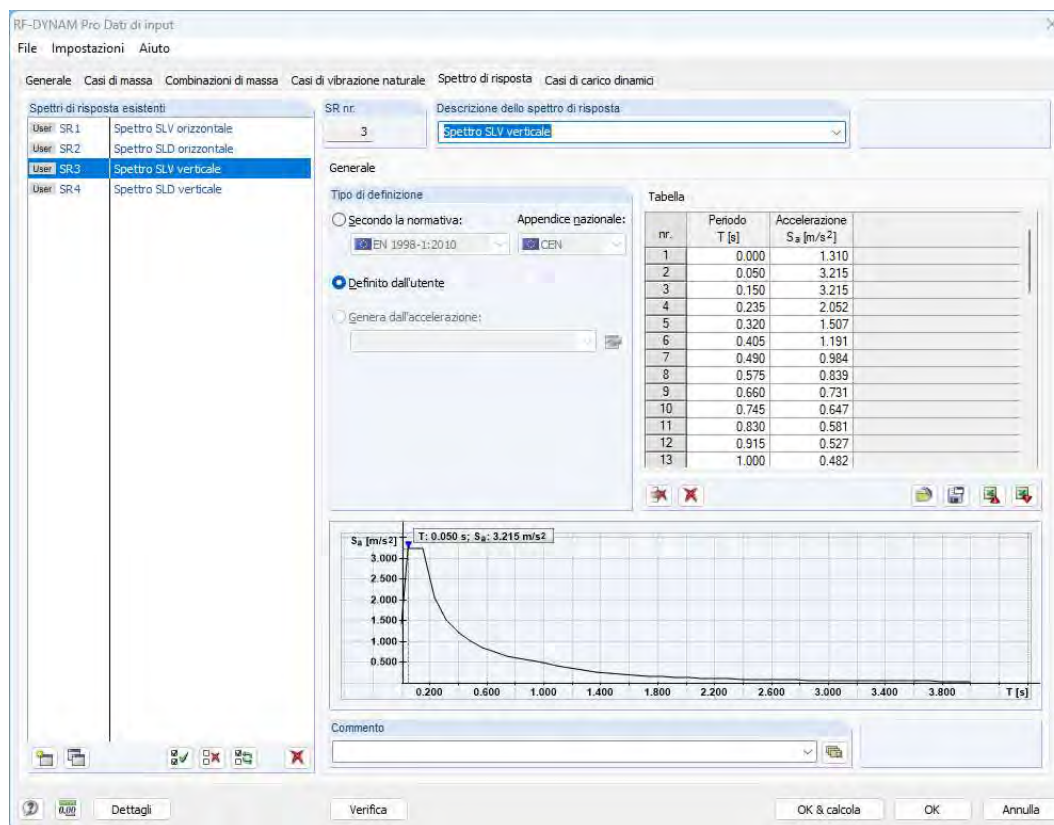 RF-DYNAM Pro Dati di input
File Impostazioni Aiuto
Generale Casi di massa Combinazioni di massa Casi di vibrazione naturale Spettro di risposta Casi di carico dinamici
Spettri di risposta esistenti
User SR1 Spettro SLV orizzontale
User SR2 Spettro SLD orizzontale
User SR3 Spettro SLV verticale
User SR4 Spettro SLD verticale
SR nr.
3
Descrizione dello spettro di risposta
Spettro SLV verticale
Generale
Tipo di definizione
Secondo la normativa: Appendice nazionale:
EN 1998-1:2010 CEN
Definito dall'utente
Genera dall'accelerazione:
Tabella
nr. Periodo T [s] Accelerazione Sa [m/s²]
1 0.000 1.310
2 0.050 3.215
3 0.150 3.215
4 0.235 2.052
5 0.320 1.507
6 0.405 1.191
7 0.490 0.984
8 0.575 0.839
9 0.660 0.731
10 0.745 0.647
11 0.830 0.581
12 0.915 0.527
13 1.000 0.482
Sa [m/s²] T: 0.050 s; Sa: 3.215 m/s²
3.000
2.500
2.000
1.500
1.000
0.500
0.200 0.600 1.000 1.400 1.800 2.200 2.600 3.000 3.400 3.800 T [s]
Commento
0.00 Dettagli Verifica OK & calcola OK Annulla